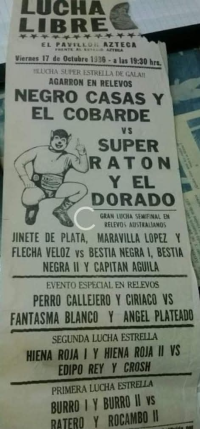 LUCHA
LIBRE
EL PAVILLON AZTECA
Viernes 17 de Octubre - a las 19:30 hrs.
LUCHA SUPER ESTRELLA DE GALA!!
AGARRON EN RELEVOS
NEGRO CASAS Y
EL COBARDE
VS
SUPER
RATON
Y EL
DORADO
GRAN LUCHA SEMIFINAL EN
RELEVOS AUSTRALIANOS
JINETE DE PLATA, MARAVILLA LOPEZ Y
FLECHA VELOZ vs BESTIA NEGRA I, BESTIA
NEGRA II Y CAPITAN AGUILA
EVENTO ESPECIAL EN RELEVOS
PERRO CALLEJERO Y CIRIACO vs
FANTASMA BLANCO Y ANGEL PLATEADO
SEGUNDA LUCHA ESTRELLA
HIENA ROJA I Y HIENA ROJA II VS
EDIPO REY Y CROSH
PRIMERA LUCHA ESTRELLA
BURRO I Y BURRO II vs
RATERO Y ROCAMBO II